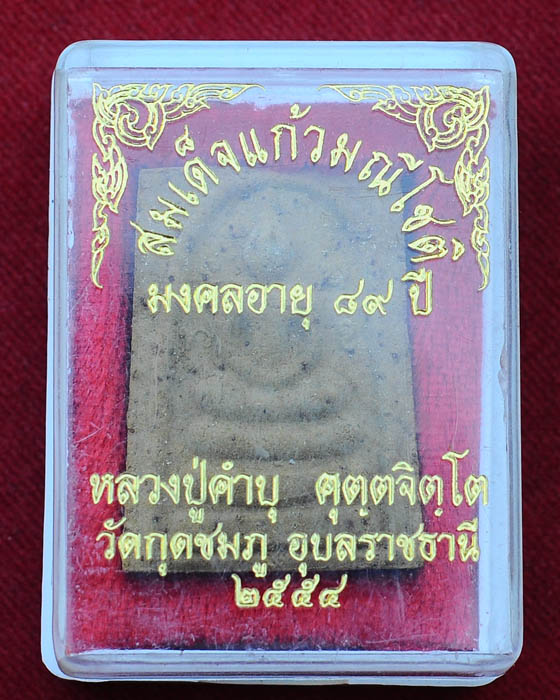 สมเด็จแก้วมณีโชติ
มงคลอายุ ๘๙ ปี
หลวงปู่คำบุ คุตฺตจิตฺโต
วัดกุดชมภู อุบลราชธานี
๒๕๕๔